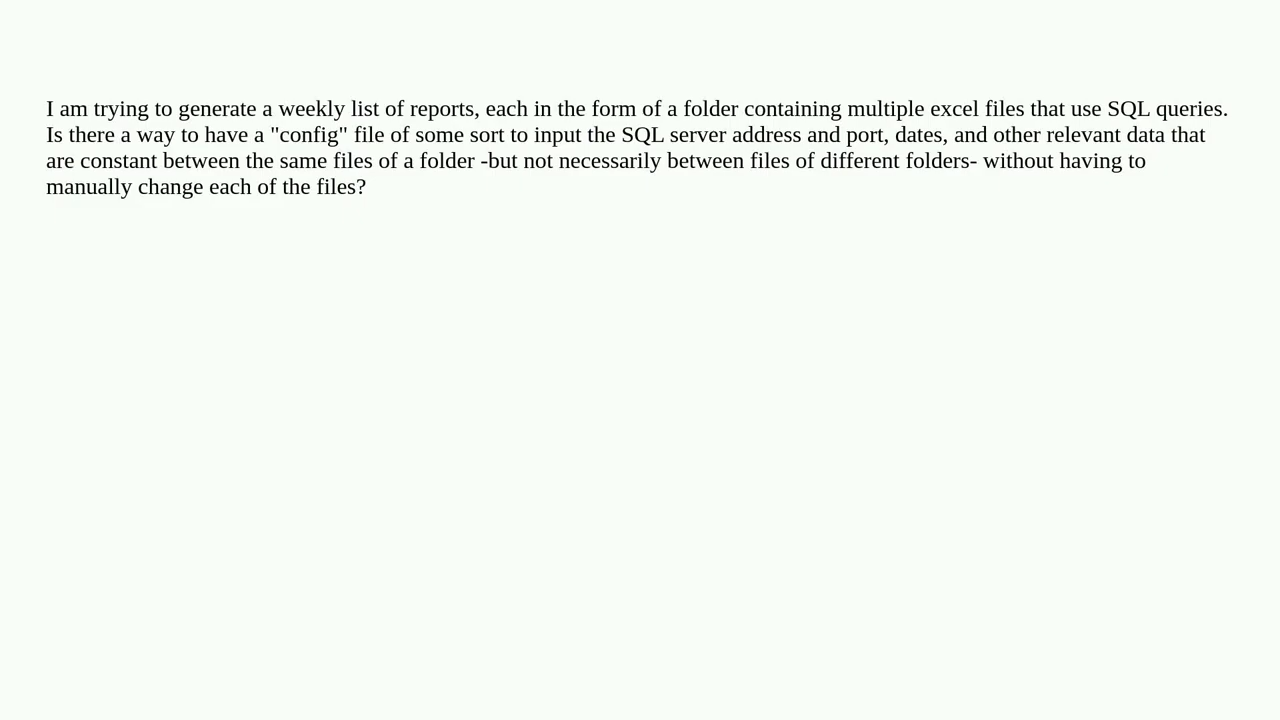 I am trying to generate a weekly list of reports, each in the form of a folder containing multiple excel files that use SQL queries.
Is there a way to have a "config" file of some sort to input the SQL server address and port, dates, and other relevant data that
are constant between the same files of a folder -but not necessarily between files of different folders- without having to
manually change each of the files?